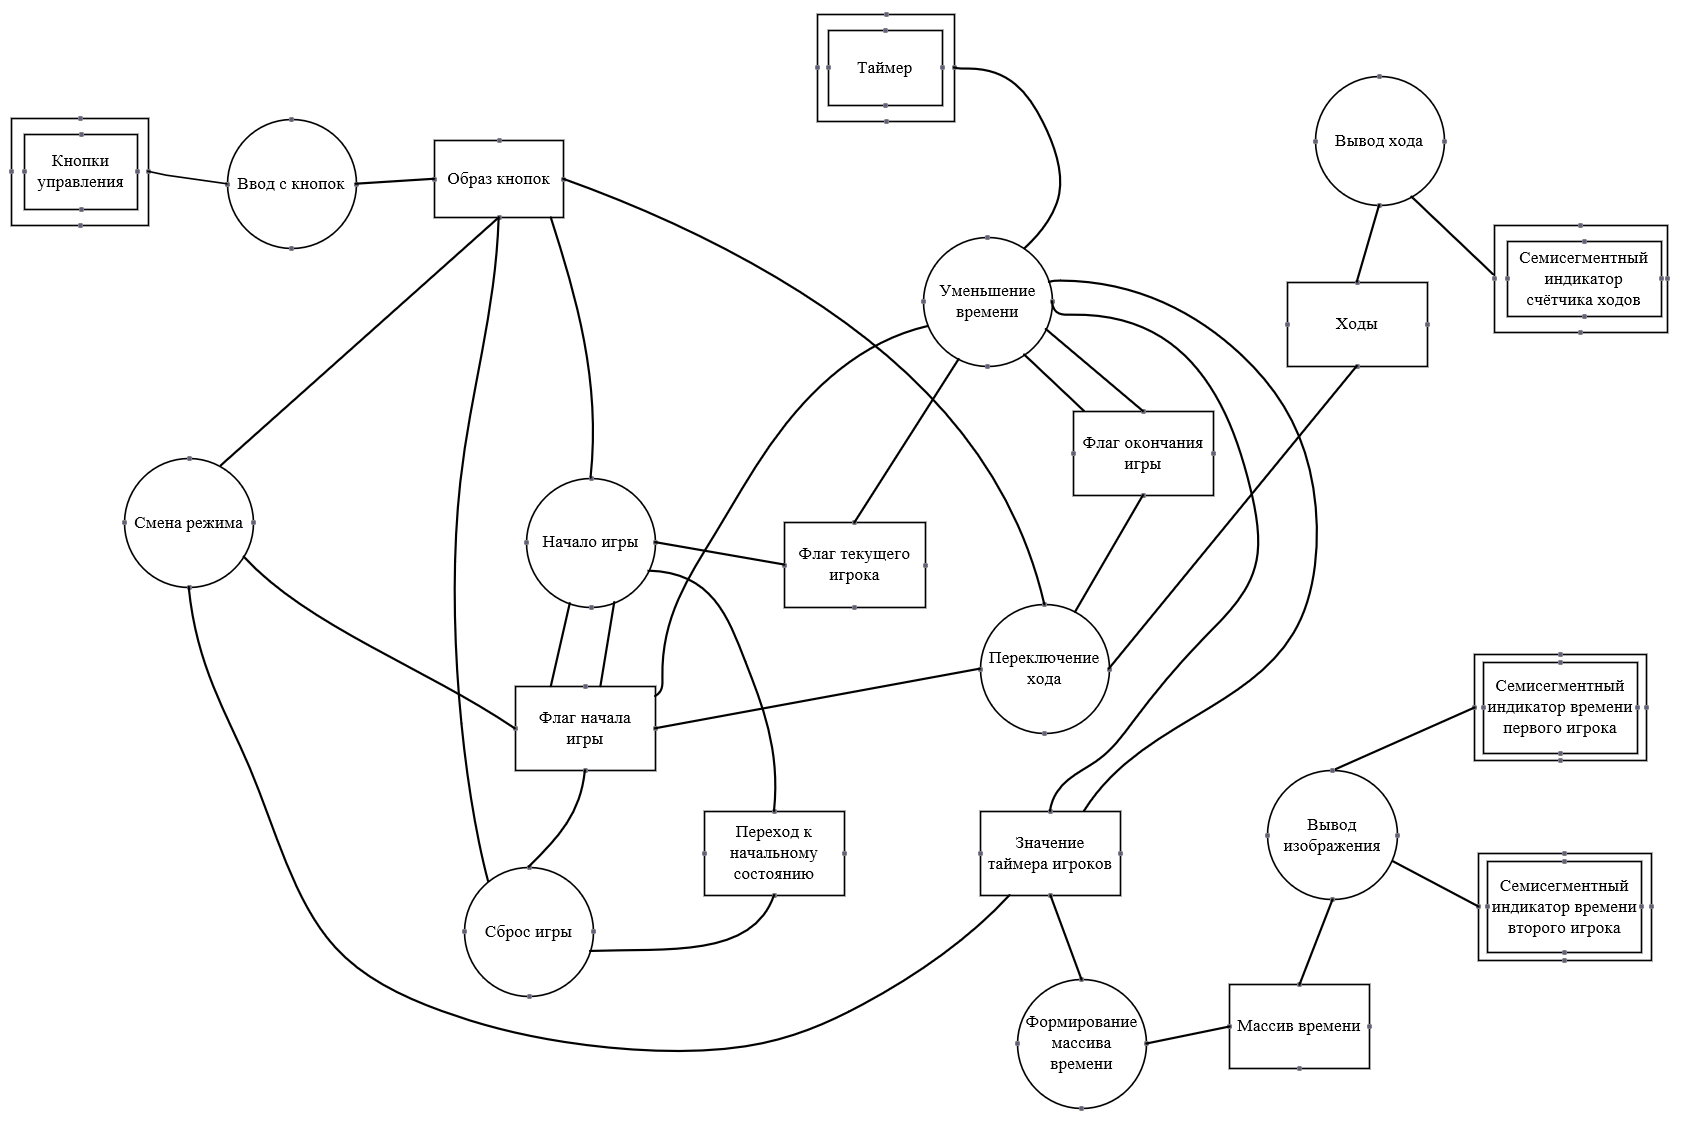 Таймер
Вывод хода
Кнопки
управления
Ввод с кнопок
Образ кнопок
Семисегментный
индикатор
счётчика ходов
Уменьшение
времени
Ходы
Флаг окончания
игры
Смена режима
Начало игры
Флаг текущего
игрока
Переключение
хода
Семисегментный
индикатор времени
первого игрока
Флаг начала
игры
Переход к
начальному
состоянию
Значение
таймера игроков
Вывод
изображения
Семисегментный
индикатор времени
второго игрока
Сброс игры
Формирование
массива
времени
Массив времени